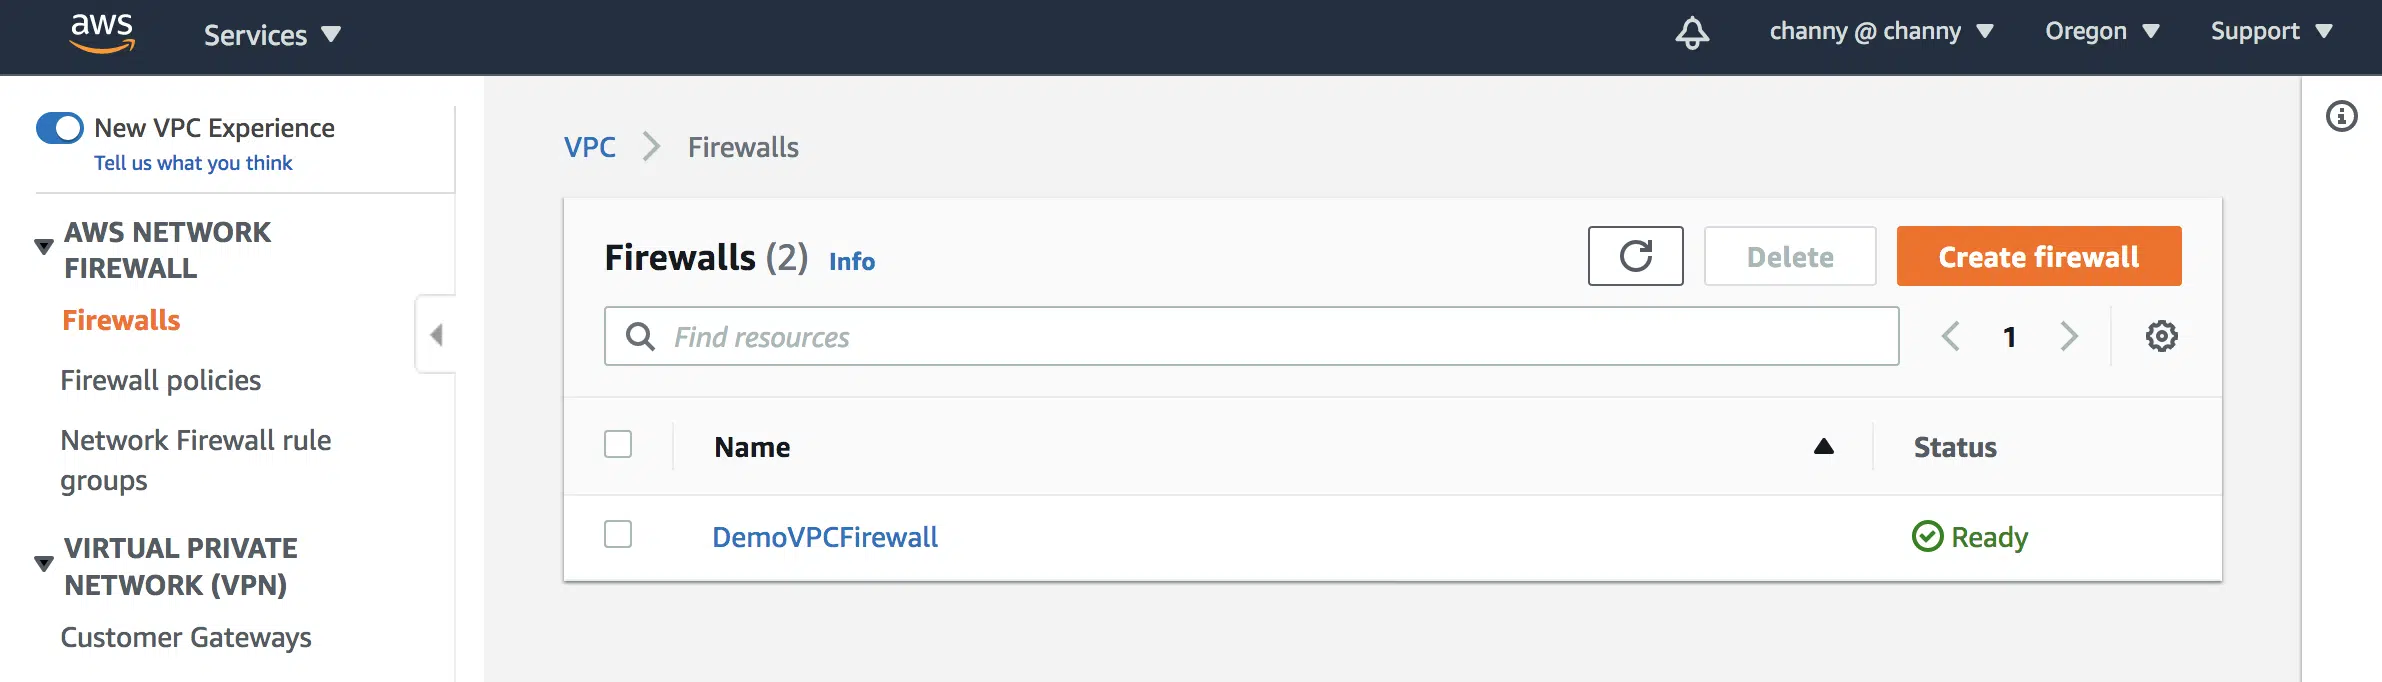 aws
Services
channy @ channy
Oregon
Support
New VPC Experience
Tell us what you think
AWS NETWORK
FIREWALL
Firewalls
Firewall policies
Network Firewall rule
groups
VIRTUAL PRIVATE
NETWORK (VPN)
Customer Gateways
VPC
Firewalls
Firewalls (2) Info
Delete
Create firewall
Find resources
1
Name
Status
DemoVPCFirewall
Ready